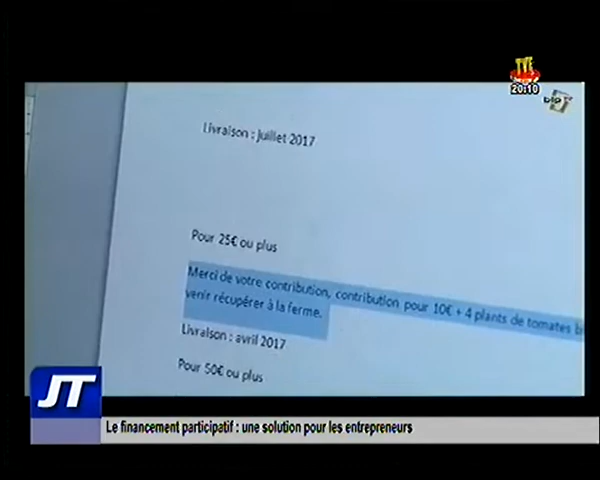 TVE
20:10
Livraison : Juillet 2017
Pour 25€ ou plus
Merci de votre contribution, contribution pour 10€ + 4 plants de tomates
venir récupérer à la ferme.
Livraison : avril 2017
Pour 50€ ou plus
JT
Le financement participatif : une solution pour les entrepreneurs